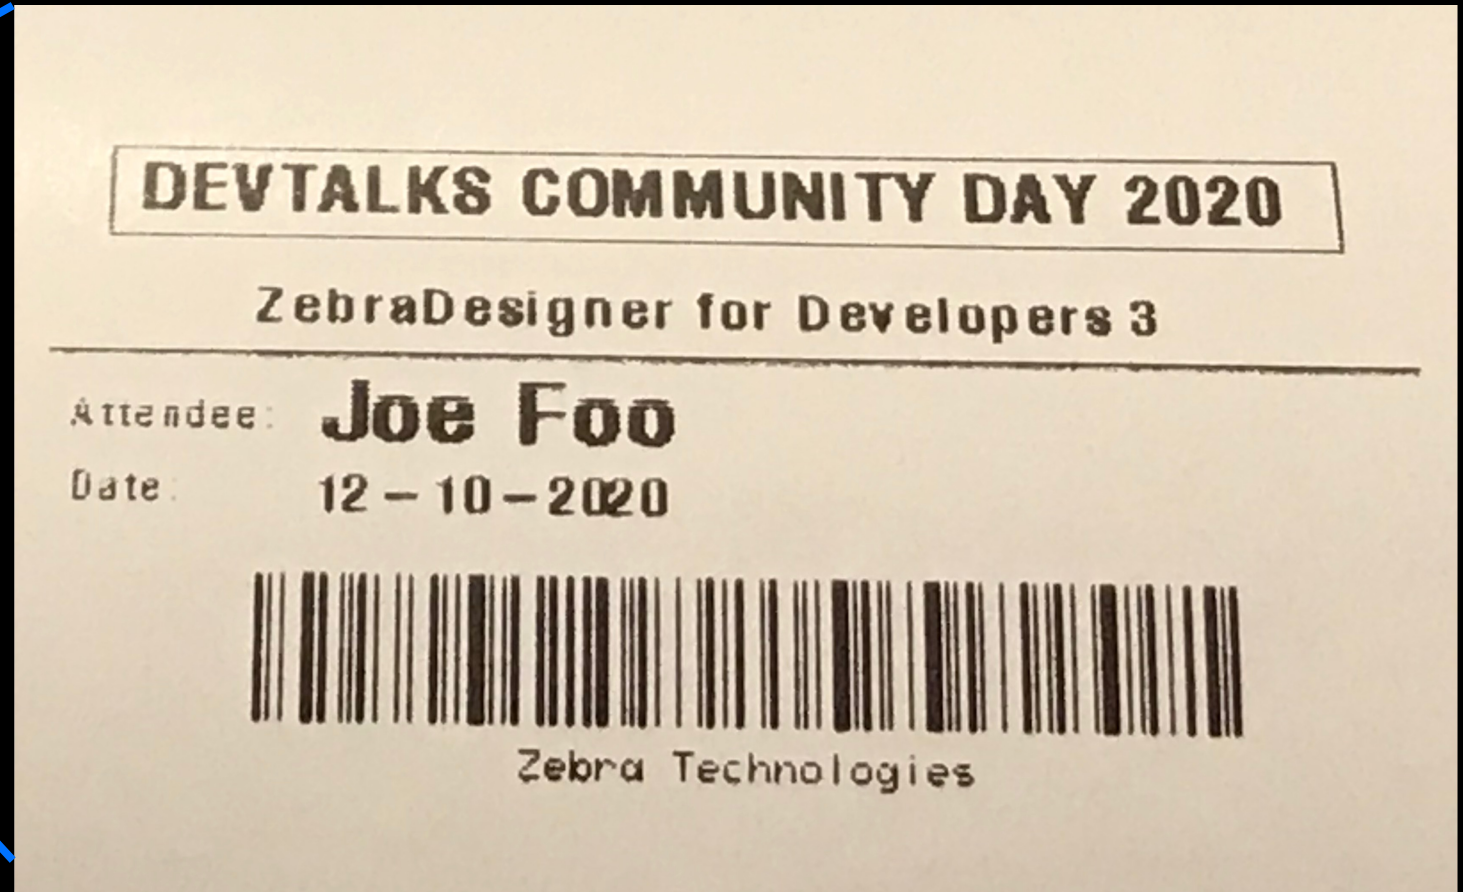 DEVTALKS COMMUNITY DAY 2020
ZebraDesigner for Developers 3
Attendee: Joe Foo
Date: 12-10-2020
Zebra Technologies